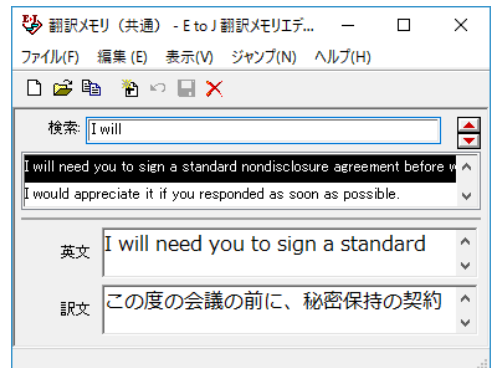 翻訳メモリ（共通） - E to J 翻訳メモリエデ...
ファイル(F) 編集(E) 表示(V) ジャンプ(N) ヘルプ(H)
検索: I will
I will need you to sign a standard nondisclosure agreement before
I would appreciate it if you responded as soon as possible.
英文 I will need you to sign a standard
訳文 この度の会議の前に、秘密保持の契約